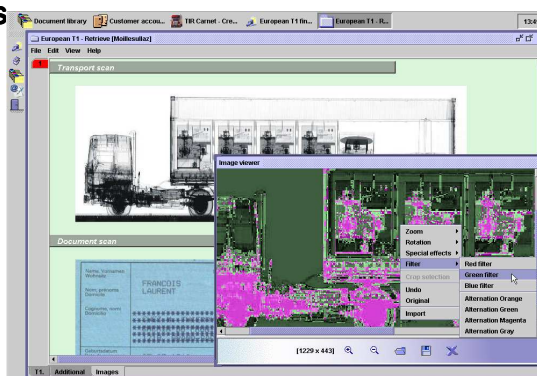 S
Document library
Customer accou...
TIR Carnet - Cre...
European T1 fin...
European T1 - R...
13:4
European T1 - Retrieve [Moillesullaz]
File Edit View Help
1
Transport scan
Image viewer
Zoom
Rotation
Special effects
Filter
Crop selection
Undo
Original
Import
Red filter
Green filter
Blue filter
Alternation Orange
Alternation Green
Alternation Magenta
Alternation Gray
Document scan
FRANCOIS
LAURENT
[1229 x 443]
T1. Additional Images